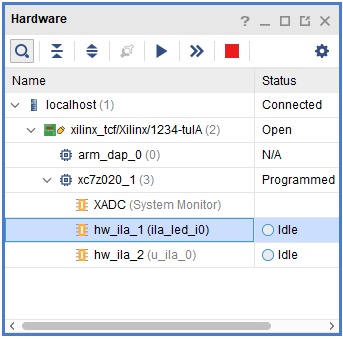 Hardware
Name Status
localhost (1) Connected
xilinx_tcf/Xilinx/1234-tulA (2) Open
arm_dap_0 (0) N/A
xc7z020_1 (3) Programmed
XADC (System Monitor)
hw_ila_1 (ila_led_i0) Idle
hw_ila_2 (u_ila_0) Idle